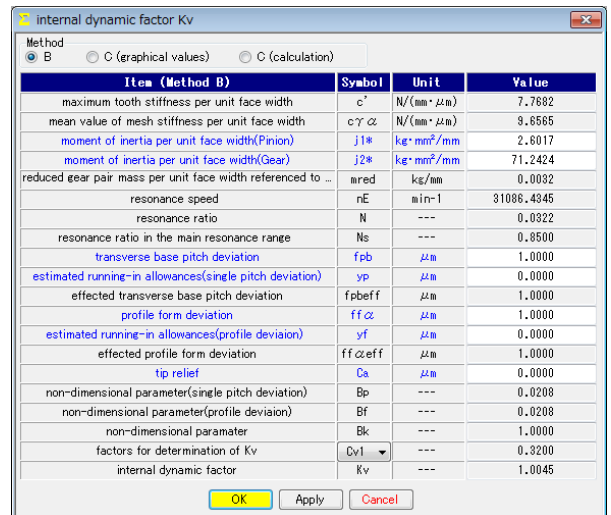 Σ internal dynamic factor Kv
Method
B C (graphical values) C (calculation)
Item (Method B) Symbol Unit Value
maximum tooth stiffness per unit face width c' N/(mm・μm) 7.7682
mean value of mesh stiffness per unit face width cγα N/(mm・μm) 9.6565
moment of inertia per unit face width(Pinion) j1* kg・mm²/mm 2.6017
moment of inertia per unit face width(Gear) j2* kg・mm²/mm 71.2424
reduced gear pair mass per unit face width referenced to ... mred kg/mm 0.0032
resonance speed nE min-1 31086.4345
resonance ratio N --- 0.0322
resonance ratio in the main resonance range Ns --- 0.8500
transverse base pitch deviation fpb μm 1.0000
estimated running-in allowances(single pitch deviation) yp μm 0.0000
effected transverse base pitch deviation fpbeff μm 1.0000
profile form deviation ffα μm 1.0000
estimated running-in allowances(profile deviaion) yf μm 0.0000
effected profile form deviation ffαeff μm 1.0000
tip relief Ca μm 0.0000
non-dimensional parameter(single pitch deviation) Bp --- 0.0208
non-dimensional parameter(profile deviaion) Bf --- 0.0208
non-dimensional paramater Bk --- 1.0000
factors for determination of Kv Cv1 --- 0.3200
internal dynamic factor Kv --- 1.0045
OK Apply Cancel